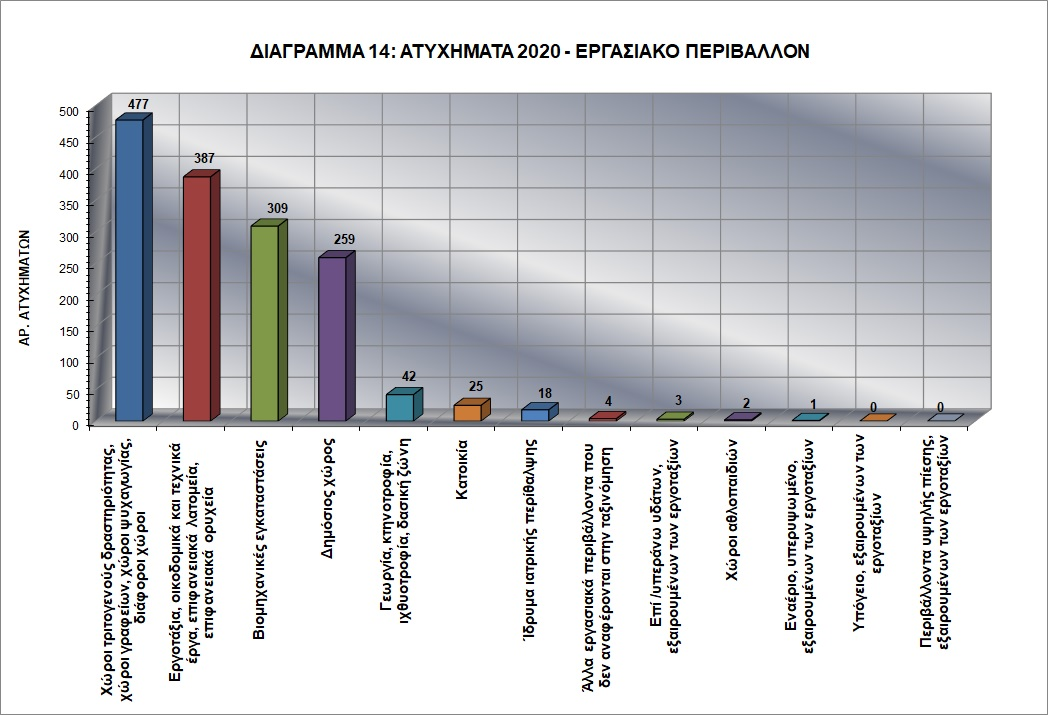 ΔΙΑΓΡΑΜΜΑ 14: ΑΤΥΧΗΜΑΤΑ 2020 - ΕΡΓΑΣΙΑΚΟ ΠΕΡΙΒΑΛΛΟΝ
ΑΡ. ΑΤΥΧΗΜΑΤΩΝ
500
450
400
350
300
250
200
150
100
50
0
477
387
309
259
42
25
18
4
3
2
1
0
0
Χώροι τριτογενούς δραστηριότητας,
χώροι γραφείων, χώροι ψυχαγωγίας,
διάφοροι χώροι
Εργοτάξια, οικοδομικά και τεχνικά
έργα, επιφανειακά λατομεία,
επιφανειακά ορυχεία
Βιομηχανικές εγκαταστάσεις
Δημόσιος χώρος
Γεωργία, κτηνοτροφία,
ιχθυοτροφία, δασική ζώνη
Κατοικία
Ίδρυμα ιατρικής περίθαλψης
Άλλα εργασιακά περιβάλλοντα που
δεν αναφέρονται στην ταξινόμηση
Επί /υπεράνω υδάτων,
εξαιρουμένων των εργοταξίων
Χώροι αθλοπαιδιών
Εναέριο, υπερυψωμένο,
εξαιρουμένων των εργοταξίων
Υπόγειο, εξαιρουμένων των
εργοταξίων
Περιβάλλοντα υψηλής πίεσης,
εξαιρουμένων των εργοταξίων